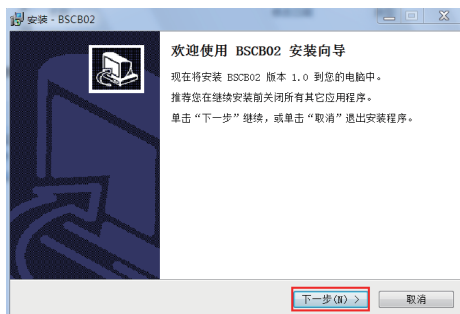 安装 - BSCB02
欢迎使用 BSCB02 安装向导
现在将安装 BSCB02 版本 1.0 到您的电脑中。
推荐您在继续安装前关闭所有其它应用程序。
单击“下一步”继续，或单击“取消”退出安装程序。
下一步(N) >
取消